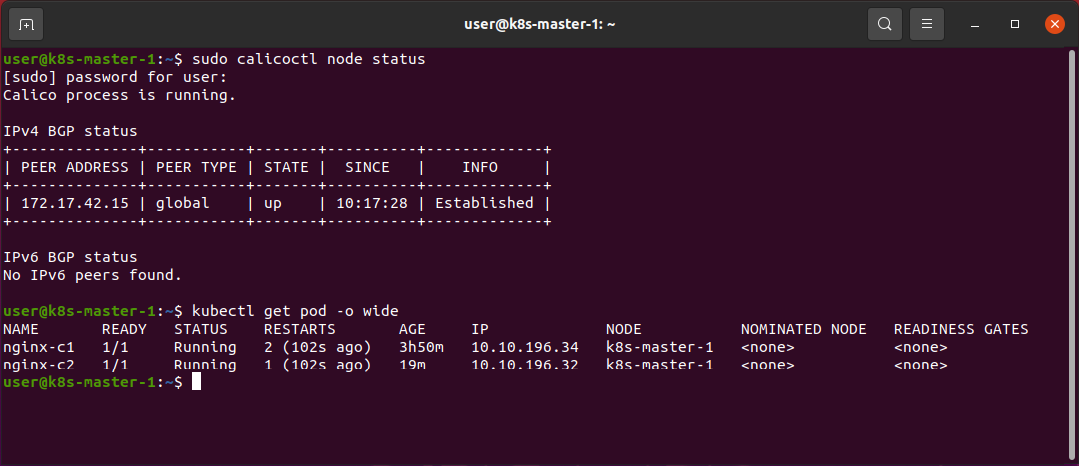 user@k8s-master-1: ~
user@k8s-master-1:~$ sudo calicoctl node status
[sudo] password for user:
Calico process is running.

IPv4 BGP status
+--------------+-----------+-------+----------+-------------+
| PEER ADDRESS | PEER TYPE | STATE |  SINCE   |    INFO     |
+--------------+-----------+-------+----------+-------------+
| 172.17.42.15 | global    | up    | 10:17:28 | Established |
+--------------+-----------+-------+----------+-------------+

IPv6 BGP status
No IPv6 peers found.

user@k8s-master-1:~$ kubectl get pod -o wide
NAME       READY   STATUS    RESTARTS       AGE     IP             NODE           NOMINATED NODE   READINESS GATES
nginx-c1   1/1     Running   2 (102s ago)   3h50m   10.10.196.34   k8s-master-1   <none>           <none>
nginx-c2   1/1     Running   1 (102s ago)   19m     10.10.196.32   k8s-master-1   <none>           <none>
user@k8s-master-1:~$